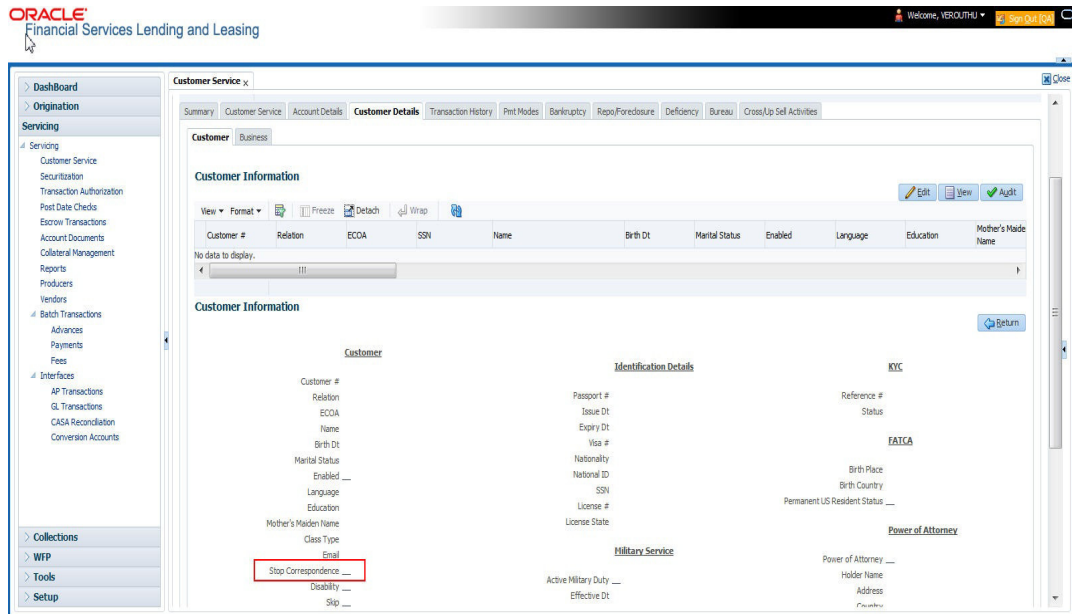 ORACLE'
Financial Services Lending and Leasing
Welcome, VEROUTHU
Sign Out [QA]
Customer Service x
Close
DashBoard
Origination
Servicing
Servicing
Customer Service
Securitization
Transaction Authorization
Post Date Checks
Escrow Transactions
Account Documents
Collateral Management
Reports
Producers
Vendors
Batch Transactions
Advances
Payments
Fees
Interfaces
AP Transactions
GL Transactions
CASA Reconciliation
Conversion Accounts
Collections
WFP
Tools
Setup
Summary Customer Service Account Details Customer Details Transaction History Pmt Modes Bankruptcy Repo/Foreclosure Deficiency Bureau Cross/Up Sell Activities
Customer Business
Customer Information
Edit View Audit
View Format Freeze Detach Wrap
Customer # Relation ECOA SSN Name Birth Dt Marital Status Enabled Language Education Mother's Maide
Name
No data to display.
Customer Information
Return
Customer
Customer #
Relation
ECOA
Name
Birth Dt
Marital Status
Enabled
Language
Education
Mother's Maiden Name
Class Type
Email
Stop Correspondence
Disability
Skip
Identification Details
Passport #
Issue Dt
Expiry Dt
Visa #
Nationality
National ID
SSN
License #
License State
Military Service
Active Military Duty
Effective Dt
KYC
Reference #
Status
FATCA
Birth Place
Birth Country
Permanent US Resident Status
Power of Attorney
Power of Attorney
Holder Name
Address
Country